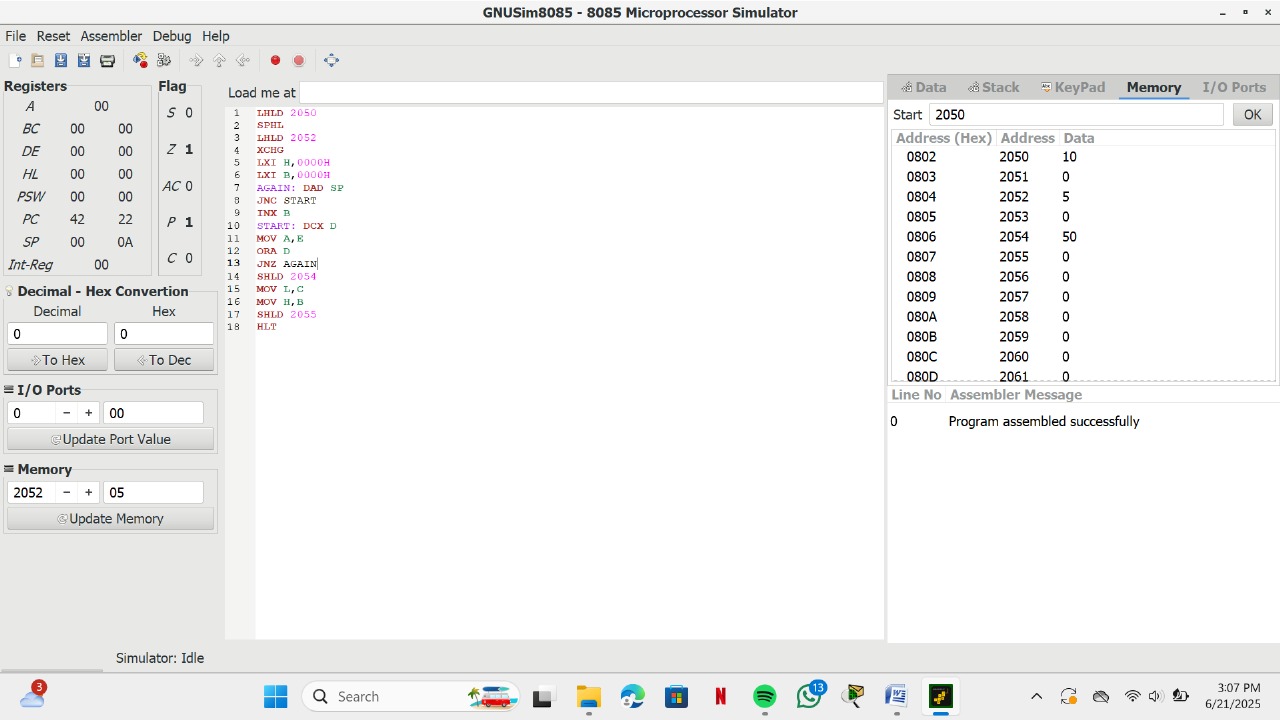 GNUSim8085 - 8085 Microprocessor Simulator
File Reset Assembler Debug Help
Registers
A 00
BC 00 00
DE 00 00
HL 00 00
PSW 00 00
PC 42 22
SP 00 0A
Int-Reg 00
Flag
S 0
Z 1
AC 0
P 1
C 0
Decimal - Hex Convertion
Decimal Hex
0 0
To Hex To Dec
I/O Ports
0 − + 00
Update Port Value
Memory
2052 − + 05
Update Memory
Load me at
1 LHLD 2050
2 SPHL
3 LHLD 2052
4 XCHG
5 LXI H,0000H
6 LXI B,0000H
7 AGAIN: DAD SP
8 JNC START
9 INX B
10 START: DCX D
11 MOV A,E
12 ORA D
13 JNZ AGAIN
14 SHLD 2054
15 MOV L,C
16 MOV H,B
17 SHLD 2055
18 HLT
Data Stack KeyPad Memory I/O Ports
Start 2050 OK
Address (Hex) Address Data
0802 2050 10
0803 2051 0
0804 2052 5
0805 2053 0
0806 2054 50
0807 2055 0
0808 2056 0
0809 2057 0
080A 2058 0
080B 2059 0
080C 2060 0
080D 2061 0
Line No Assembler Message
0 Program assembled successfully
Simulator: Idle
3
Search
13
3:07 PM
6/21/2025